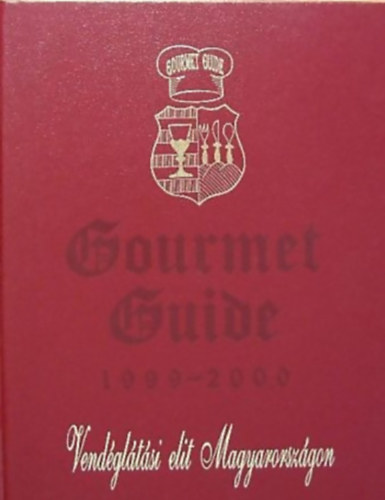 GOURMET GUIDE
Gourmet
Guide
1999-2000
Vendéglátási elit Magyarországon